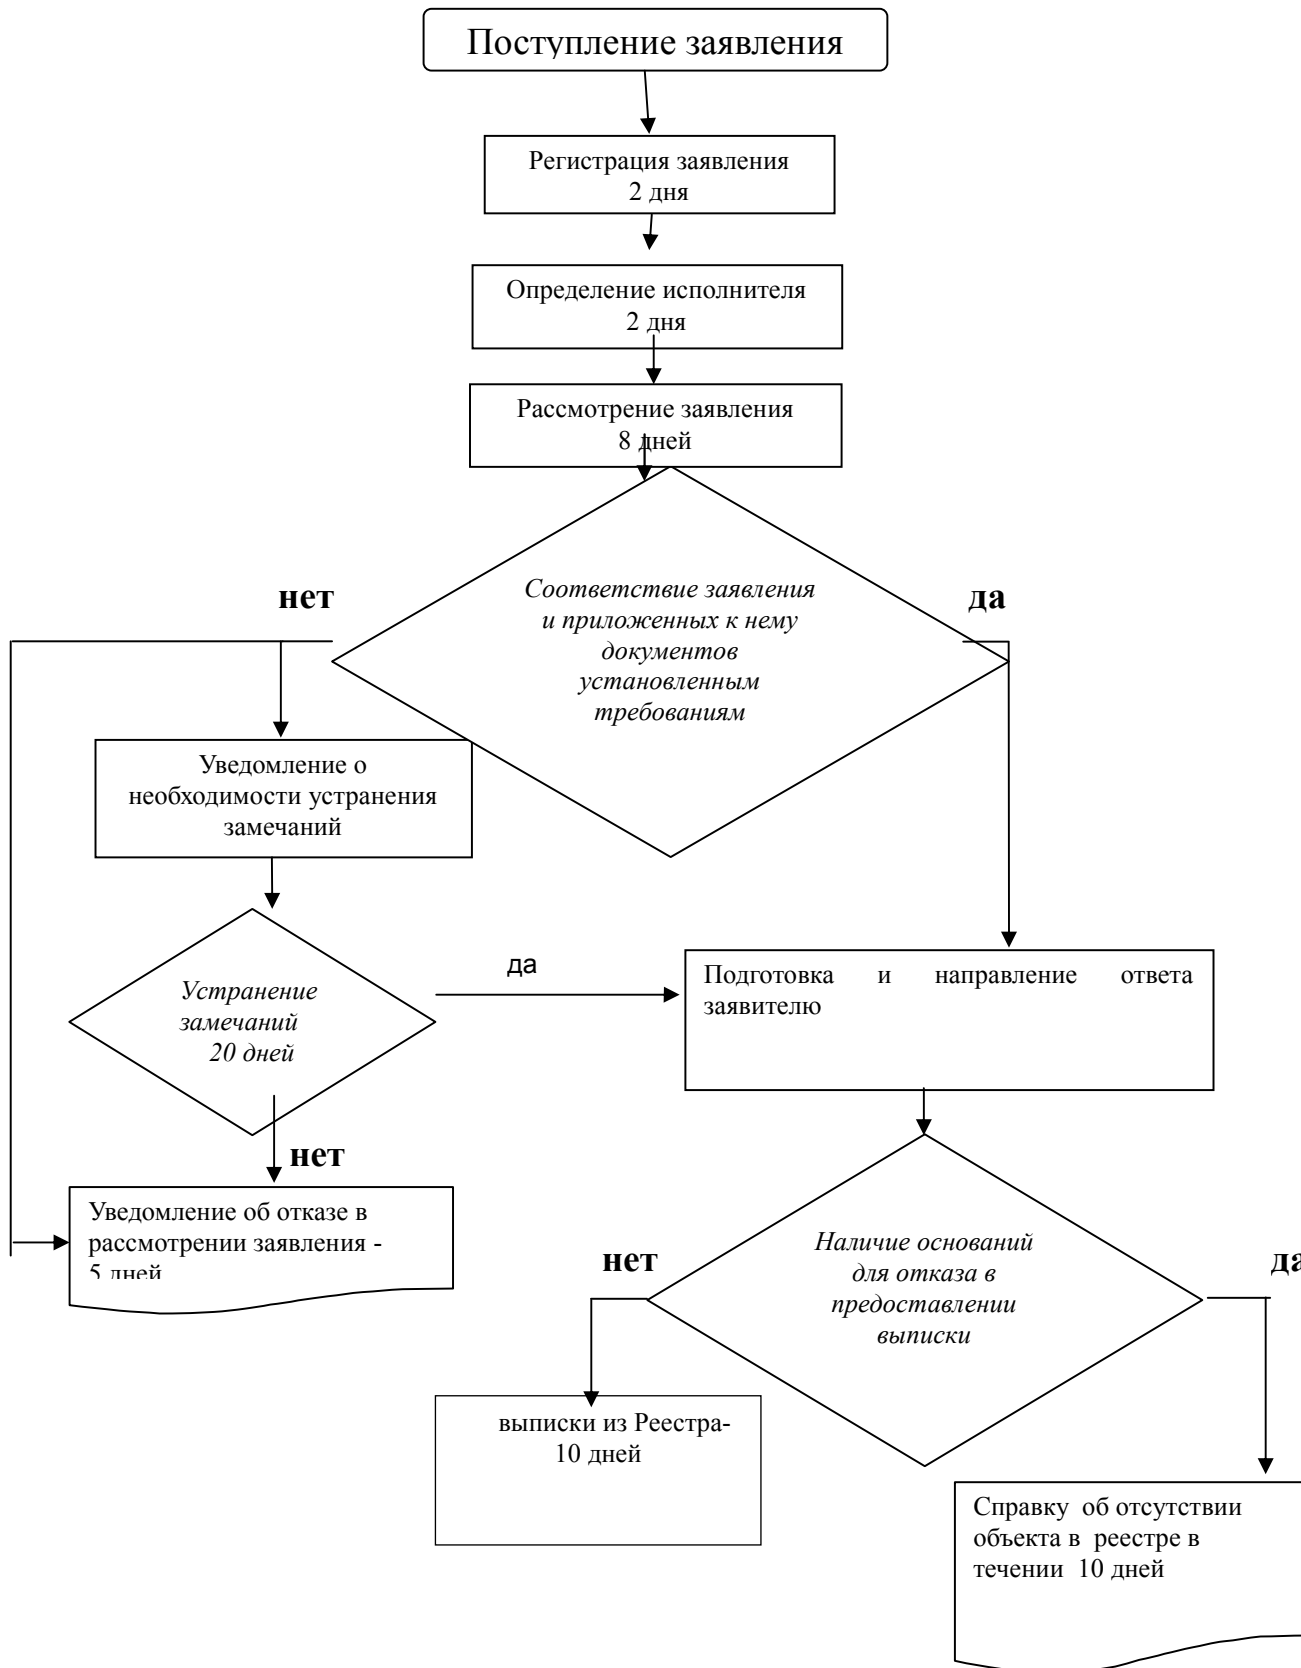 Поступление заявления
Регистрация заявления
2 дня
Определение исполнителя
2 дня
Рассмотрение заявления
8 дней
нет
да
Соответствие заявления
и приложенных к нему
документов
установленным
требованиям
Уведомление о
необходимости устранения
замечаний
Устранение
замечаний
20 дней
да
Подготовка и направление ответа
заявителю
нет
Уведомление об отказе в
рассмотрении заявления -
5 дней
нет
Наличие оснований
для отказа в
предоставлении
выписки
да
выписки из Реестра-
10 дней
Справку об отсутствии
объекта в реестре в
течении 10 дней